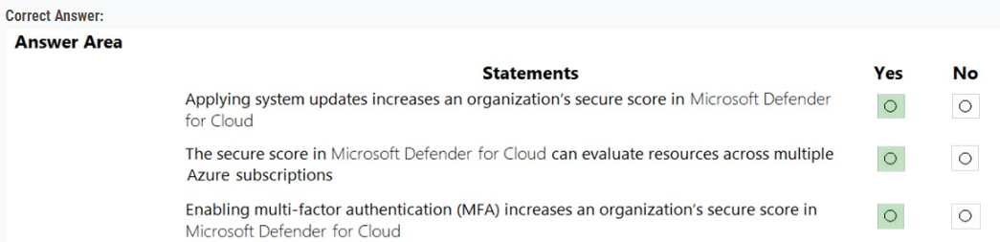 Correct Answer:
Answer Area
Statements Yes No
Applying system updates increases an organization's secure score in Microsoft Defender
for Cloud
The secure score in Microsoft Defender for Cloud can evaluate resources across multiple
Azure subscriptions
Enabling multi-factor authentication (MFA) increases an organization's secure score in
Microsoft Defender for Cloud